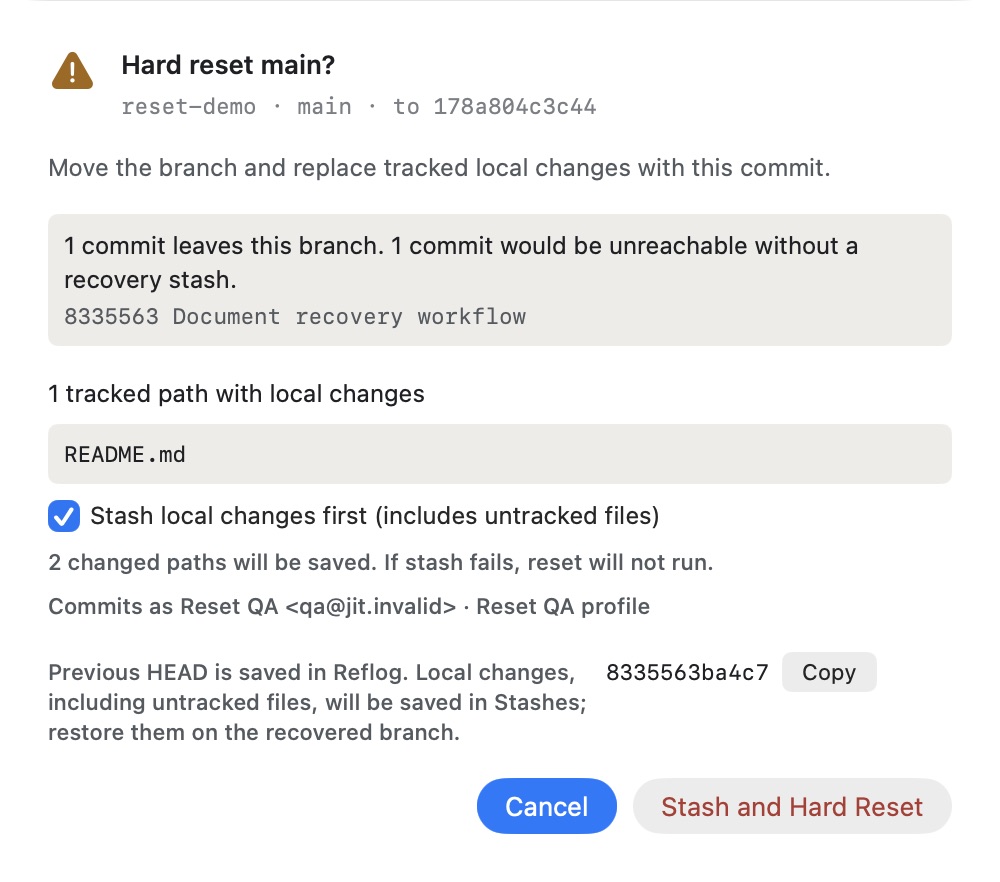 Hard reset main?
reset-demo · main · to 178a804c3c44
Move the branch and replace tracked local changes with this commit.
1 commit leaves this branch. 1 commit would be unreachable without a
recovery stash.
8335563 Document recovery workflow
1 tracked path with local changes
README.md
Stash local changes first (includes untracked files)
2 changed paths will be saved. If stash fails, reset will not run.
Commits as Reset QA <qa@jit.invalid> · Reset QA profile
Previous HEAD is saved in Reflog. Local changes,
including untracked files, will be saved in Stashes;
restore them on the recovered branch.
8335563ba4c7
Copy
Cancel
Stash and Hard Reset